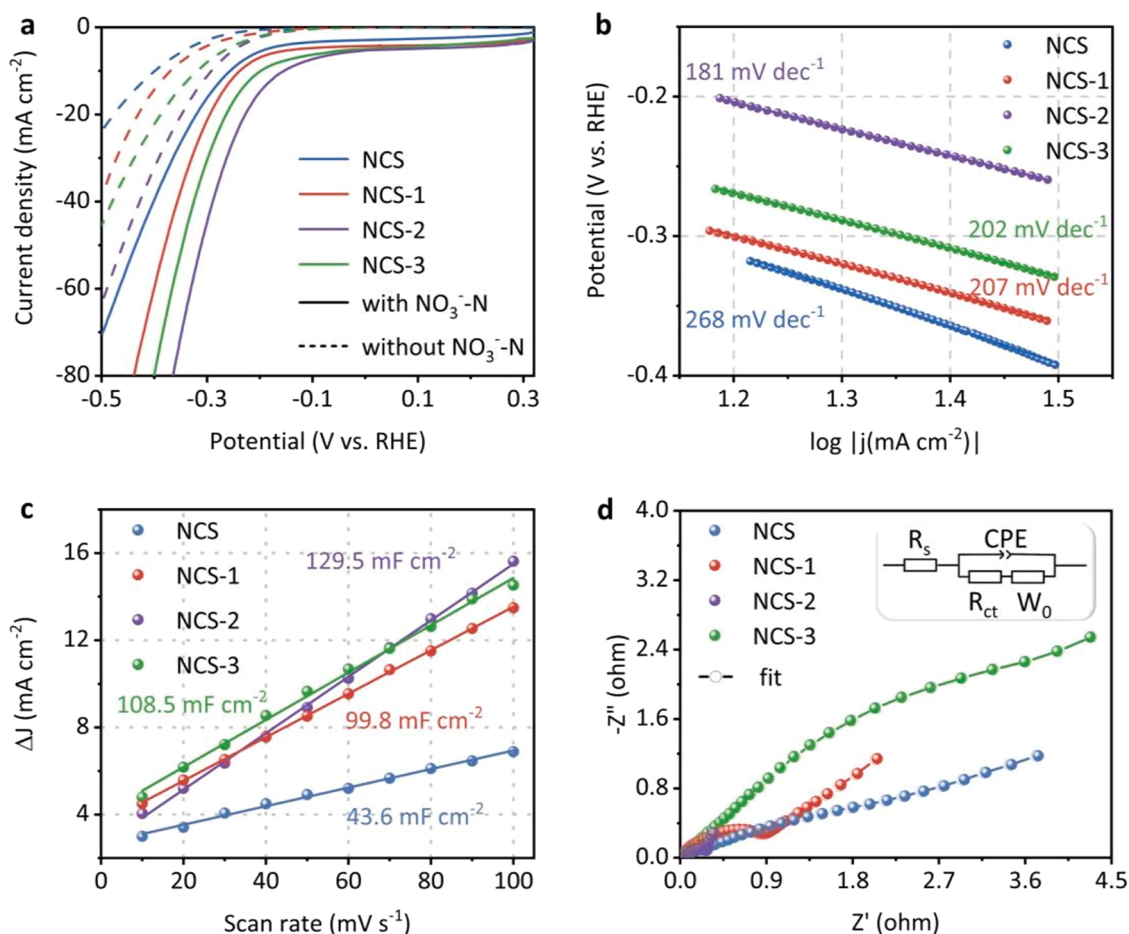 a
0
-20
-40
-60
-80
-0.5
-0.3
-0.1
0.1
0.3
Current density (mA cm⁻²)
Potential (V vs. RHE)
NCS
NCS-1
NCS-2
NCS-3
with NO₃⁻-N
without NO₃⁻-N
b
NCS
NCS-1
NCS-2
NCS-3
181 mV dec⁻¹
202 mV dec⁻¹
207 mV dec⁻¹
268 mV dec⁻¹
-0.2
-0.3
-0.4
1.2
1.3
1.4
1.5
Potential (V vs. RHE)
log |j(mA cm⁻²)|
c
NCS
NCS-1
NCS-2
NCS-3
129.5 mF cm⁻²
108.5 mF cm⁻²
99.8 mF cm⁻²
43.6 mF cm⁻²
16
12
8
4
0
20
40
60
80
100
ΔJ (mA cm⁻²)
Scan rate (mV s⁻¹)
d
NCS
NCS-1
NCS-2
NCS-3
fit
Rs
CPE
Rct
W₀
4.0
3.2
2.4
1.6
0.8
0.0
0.0
0.9
1.8
2.7
3.6
4.5
-Z" (ohm)
Z' (ohm)